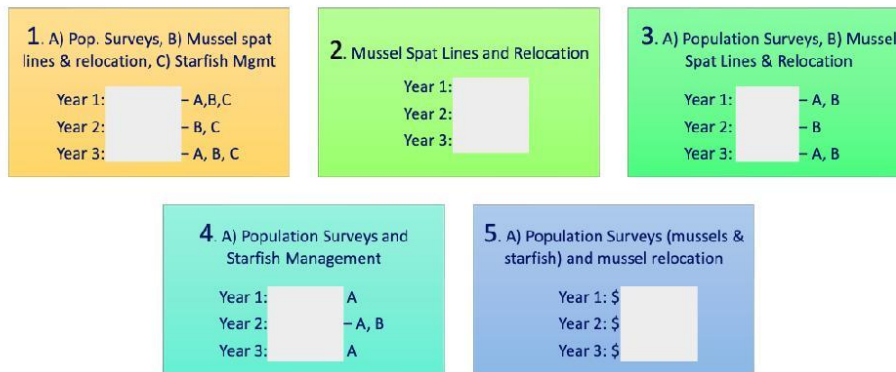 1. A) Pop. Surveys, B) Mussel spat
lines & relocation, C) Starfish Mgmt
Year 1: – A,B,C
Year 2: – B, C
Year 3: – A, B, C
2. Mussel Spat Lines and Relocation
Year 1:
Year 2:
Year 3:
3. A) Population Surveys, B) Mussel
Spat Lines & Relocation
Year 1: – A, B
Year 2: – B
Year 3: – A, B
4. A) Population Surveys and
Starfish Management
Year 1: A
Year 2: – A, B
Year 3: A
5. A) Population Surveys (mussels &
starfish) and mussel relocation
Year 1: $
Year 2: $
Year 3: $